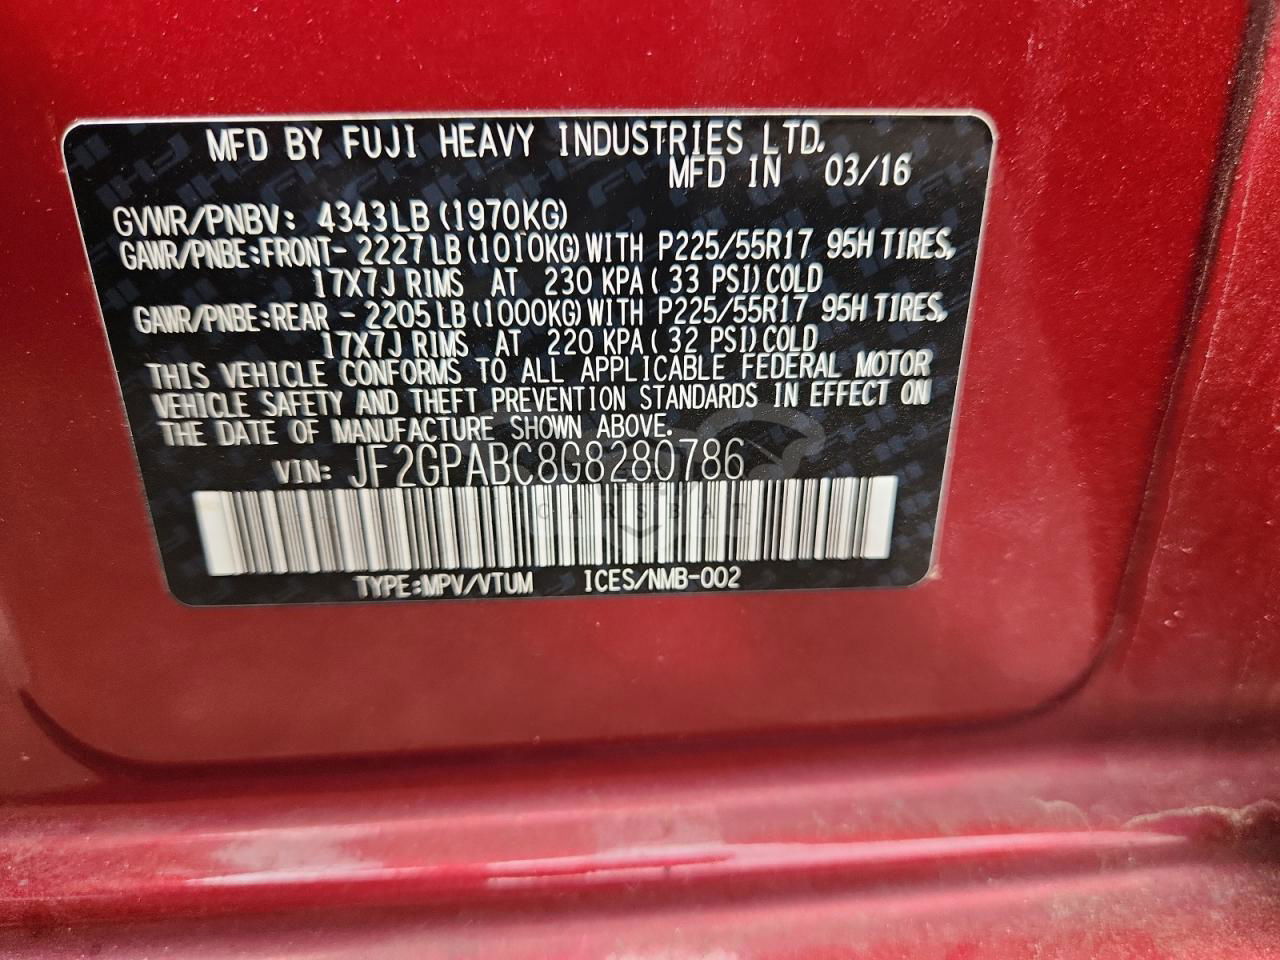 MFD BY FUJI HEAVY INDUSTRIES LTD.
MFD IN 03/16
GVWR/PNBV: 4343LB(1970KG)
GAWR/PNBE:FRONT- 2227LB(1010KG)WITH P225/55R17 95H TIRES,
17X7J RIMS AT 230 KPA( 33 PSI)COLD
GAWR/PNBE:REAR - 2205LB(1000KG)WITH P225/55R17 95H TIRES,
17X7J RIMS AT 220 KPA( 32 PSI)COLD
THIS VEHICLE CONFORMS TO ALL APPLICABLE FEDERAL MOTOR
VEHICLE SAFETY AND THEFT PREVENTION STANDARDS IN EFFECT ON
THE DATE OF MANUFACTURE SHOWN ABOVE.
VIN: JF2GPABC8G8280786
TYPE:MPV/VTUM ICES/NMB-002